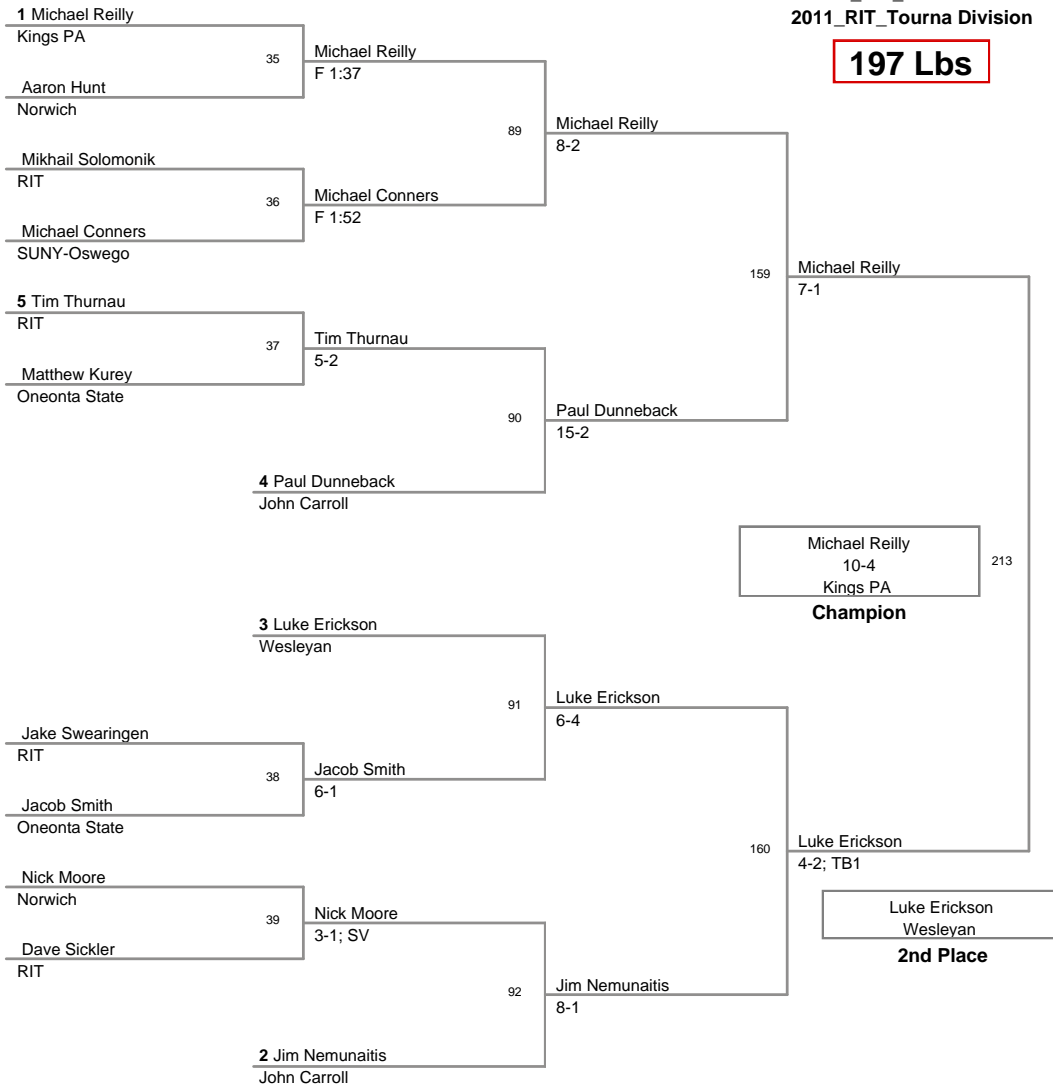 2011_RIT_Tourna Division
197 Lbs
1 Michael Reilly
Kings PA
35
Michael Reilly
F 1:37
Aaron Hunt
Norwich
89
Michael Reilly
8-2
Mikhail Solomonik
RIT
36
Michael Conners
F 1:52
Michael Conners
SUNY-Oswego
159
Michael Reilly
7-1
5 Tim Thurnau
RIT
37
Tim Thurnau
5-2
Matthew Kurey
Oneonta State
90
Paul Dunneback
15-2
4 Paul Dunneback
John Carroll
Michael Reilly
10-4
Kings PA
213
Champion
3 Luke Erickson
Wesleyan
91
Luke Erickson
6-4
Jake Swearingen
RIT
38
Jacob Smith
6-1
Jacob Smith
Oneonta State
160
Luke Erickson
4-2; TB1
Nick Moore
Norwich
39
Nick Moore
3-1; SV
Luke Erickson
Wesleyan
2nd Place
Dave Sickler
RIT
92
Jim Nemunaitis
8-1
2 Jim Nemunaitis
John Carroll